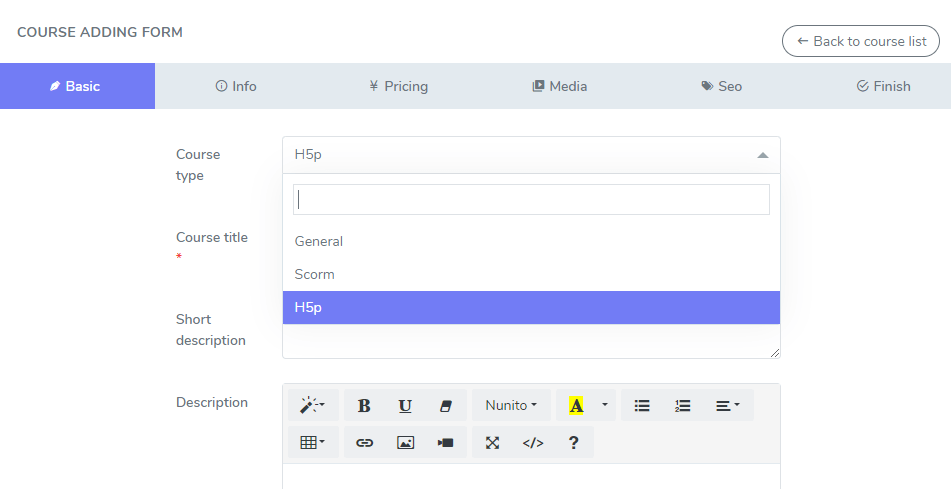 COURSE ADDING FORM
← Back to course list
Basic
Info
¥ Pricing
Media
Seo
Finish
Course
type
H5p
General
Scorm
H5p
Course title
*
Short
description
Description
B
U
Nunito
A
</>
?